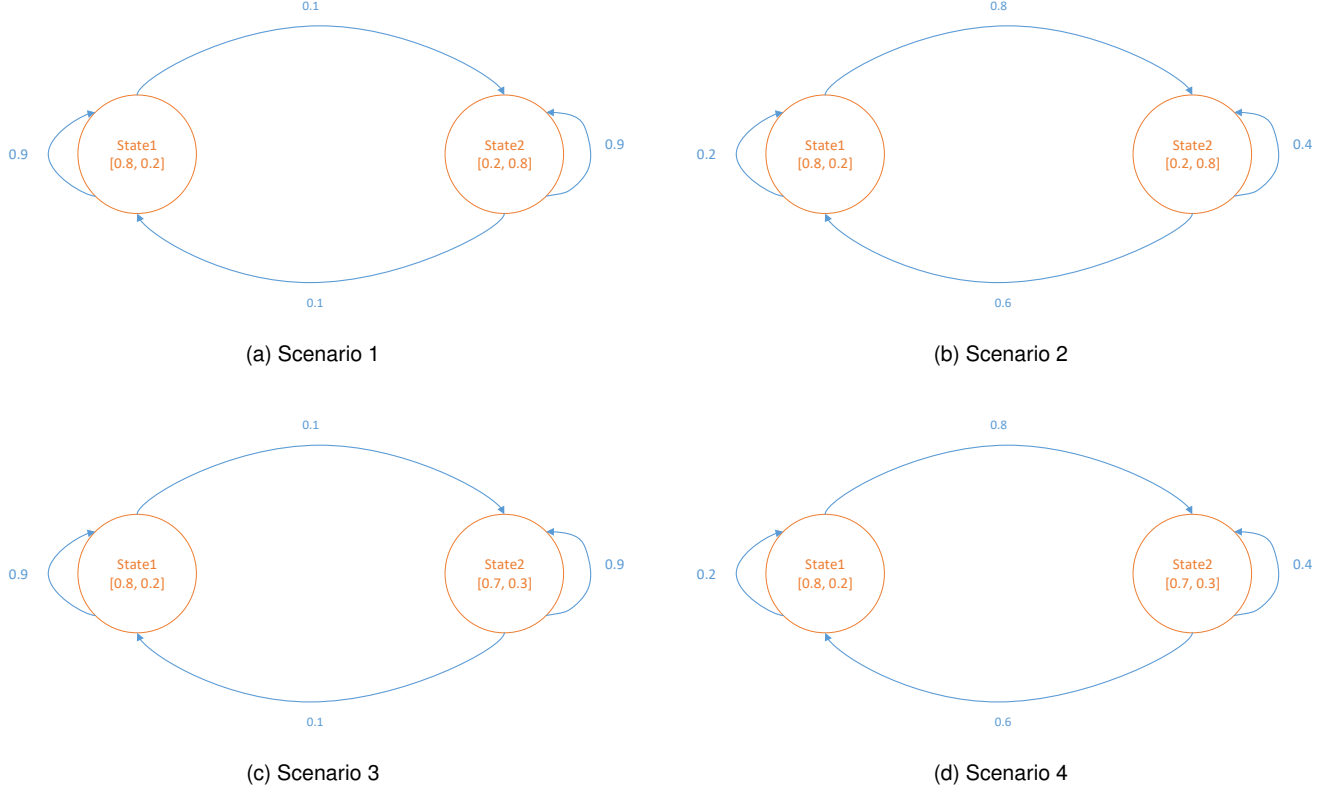 0.1
0.9
State1
[0.8, 0.2]
State2
[0.2, 0.8]
0.9
0.1
(a) Scenario 1
0.8
0.2
State1
[0.8, 0.2]
State2
[0.2, 0.8]
0.4
0.6
(b) Scenario 2
0.1
0.9
State1
[0.8, 0.2]
State2
[0.7, 0.3]
0.9
0.1
(c) Scenario 3
0.8
0.2
State1
[0.8, 0.2]
State2
[0.7, 0.3]
0.4
0.6
(d) Scenario 4